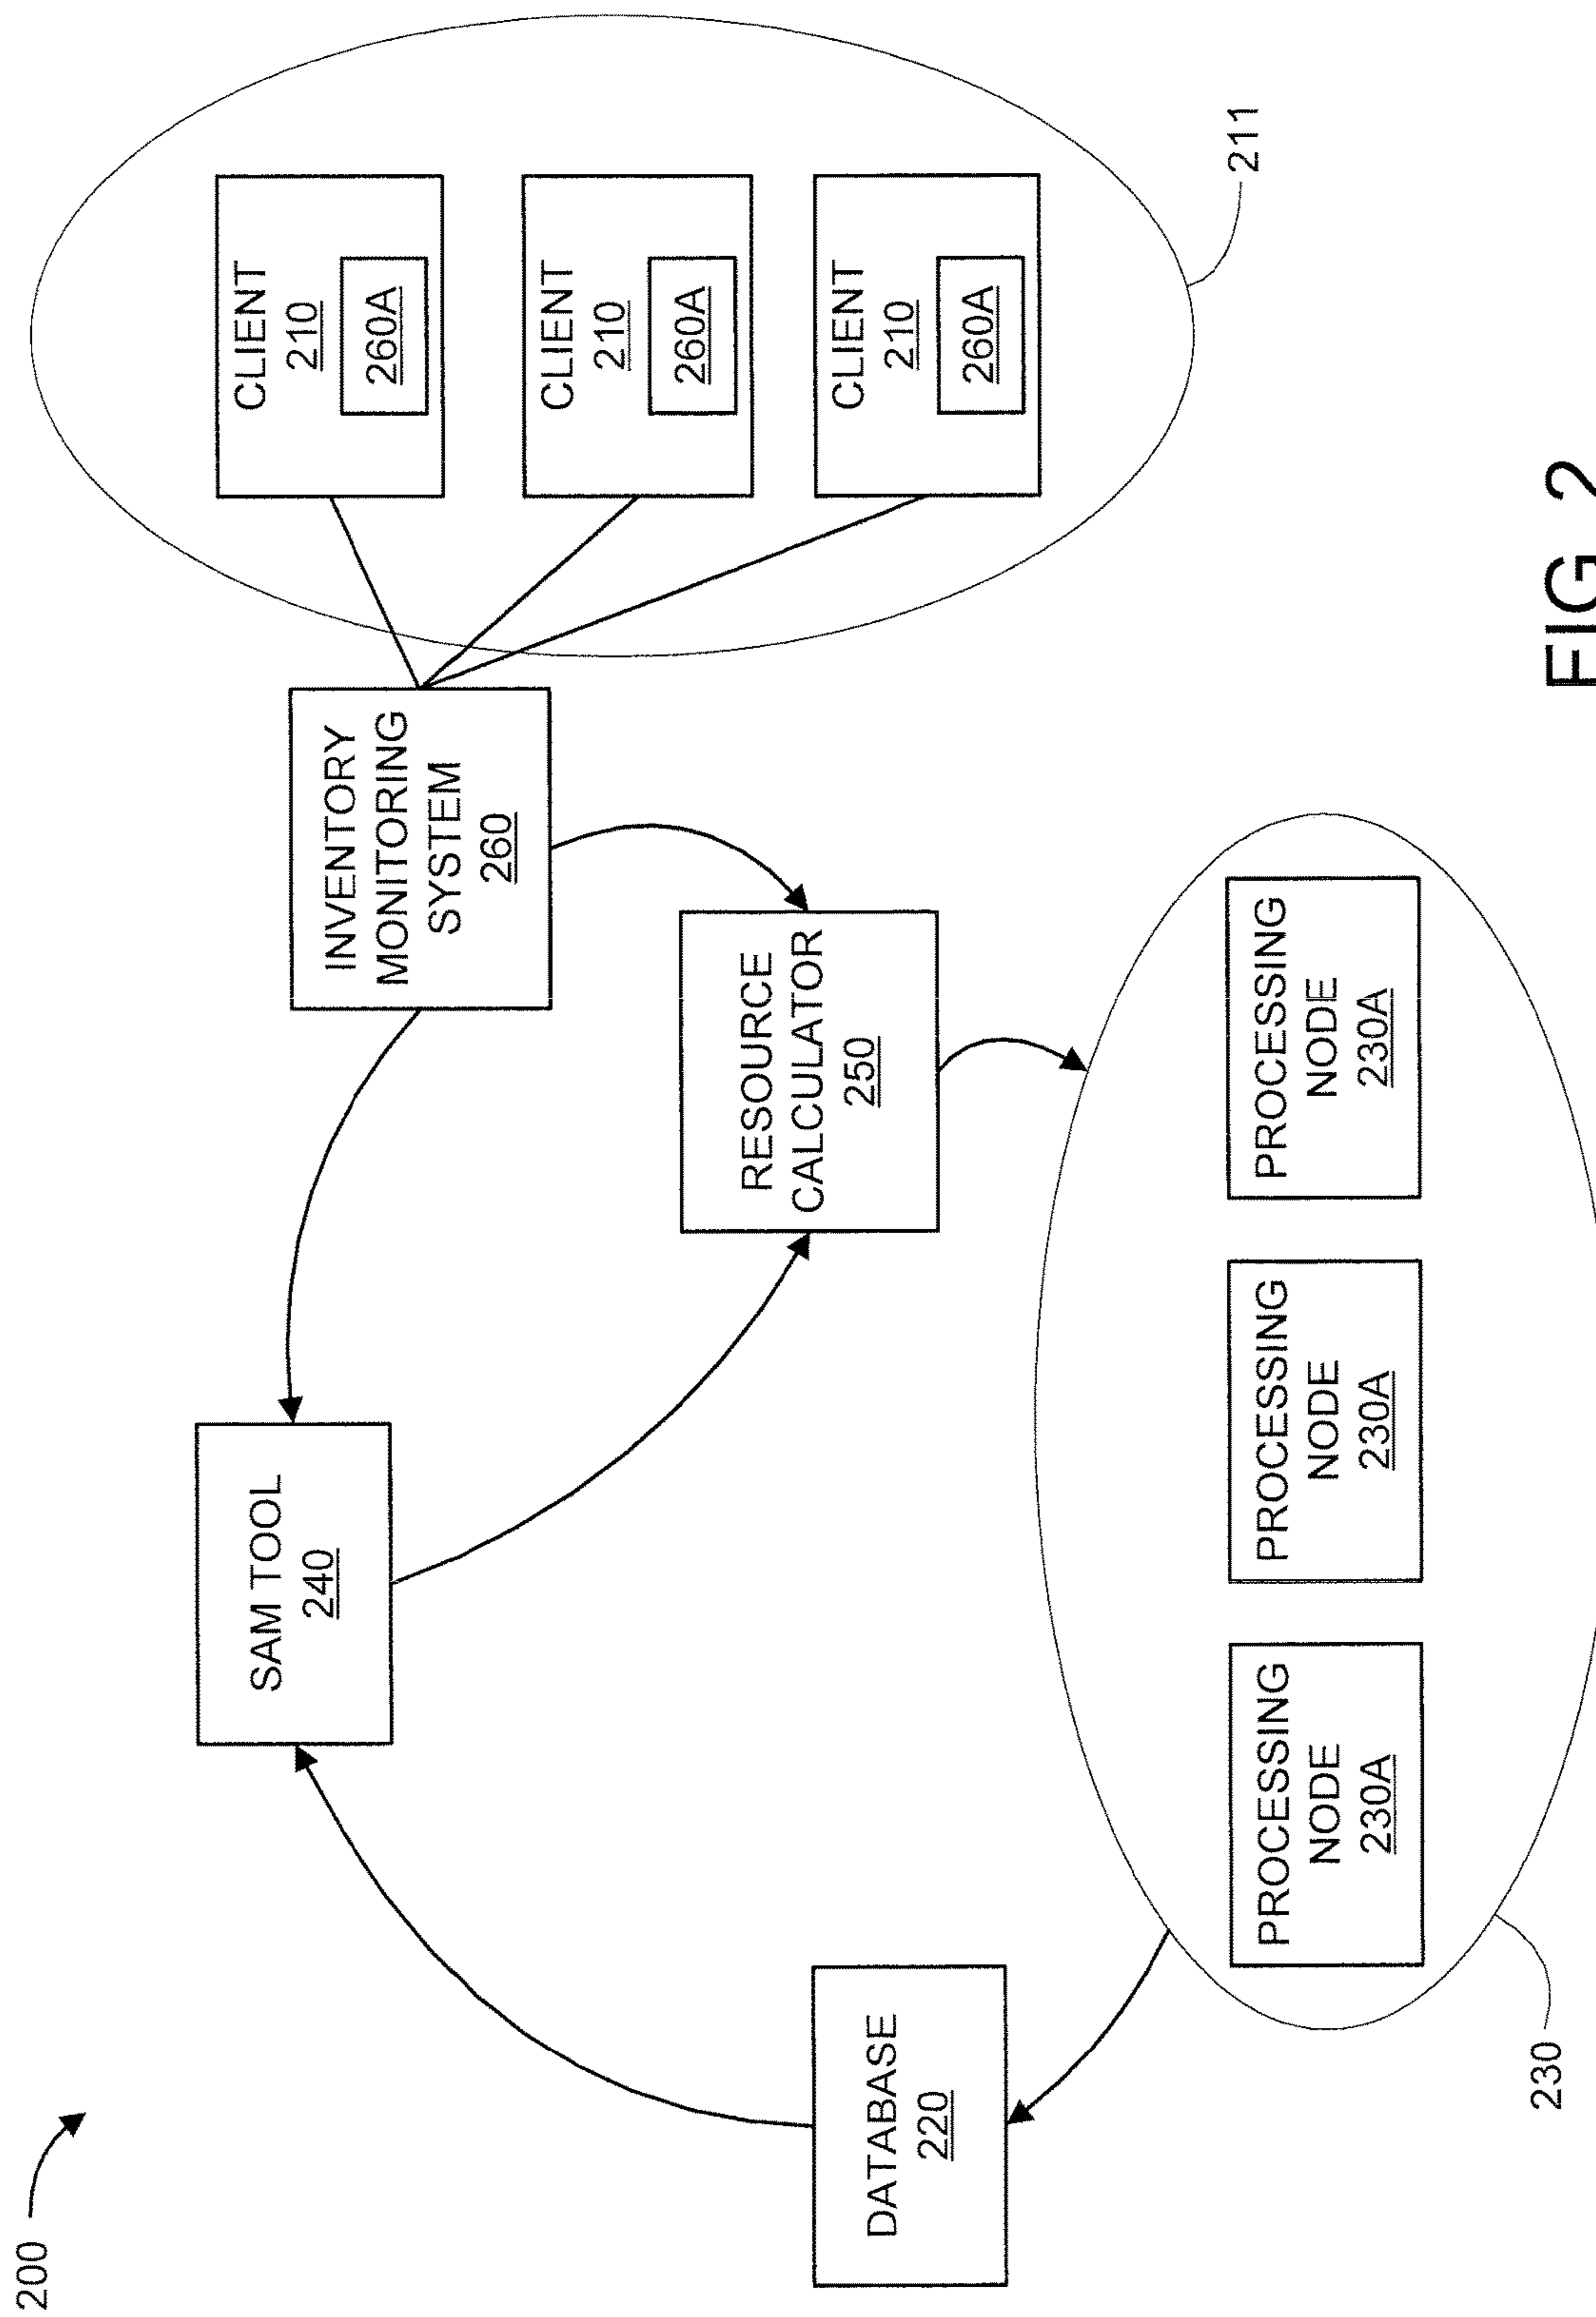 200
SAM TOOL
240
INVENTORY
MONITORING
SYSTEM
260
CLIENT
210
260A
CLIENT
210
260A
CLIENT
210
260A
211
DATABASE
220
RESOURCE
CALCULATOR
250
PROCESSING
NODE
230A
PROCESSING
NODE
230A
PROCESSING
NODE
230A
230
FIG. 2